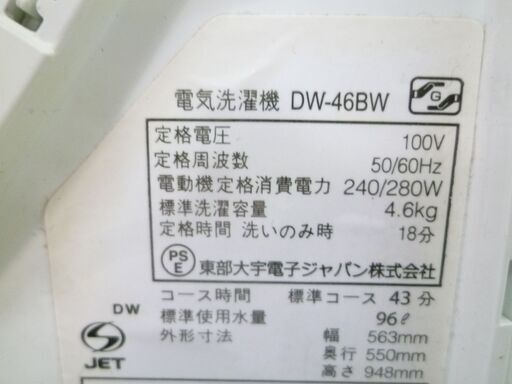 電気洗濯機 DW-46BW G
定格電圧 100V
定格周波数 50/60Hz
電動機定格消費電力 240/280W
標準洗濯容量 4.6kg
定格時間 洗いのみ時 18分
PS
E 東部大宇電子ジャパン株式会社
コース時間 標準コース 43分
DW 標準使用水量 96ℓ
外形寸法 幅 563mm
JET 奥行 550mm
高さ 948mm